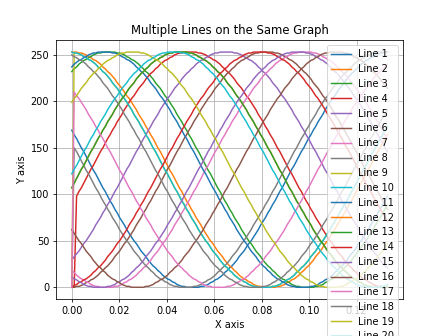 Multiple Lines on the Same Graph
Y axis
250
200
150
100
50
0
0.00
0.02
0.04
0.06
0.08
0.10
X axis
Line 1
Line 2
Line 3
Line 4
Line 5
Line 6
Line 7
Line 8
Line 9
Line 10
Line 11
Line 12
Line 13
Line 14
Line 15
Line 16
Line 17
Line 18
Line 19
Line 20